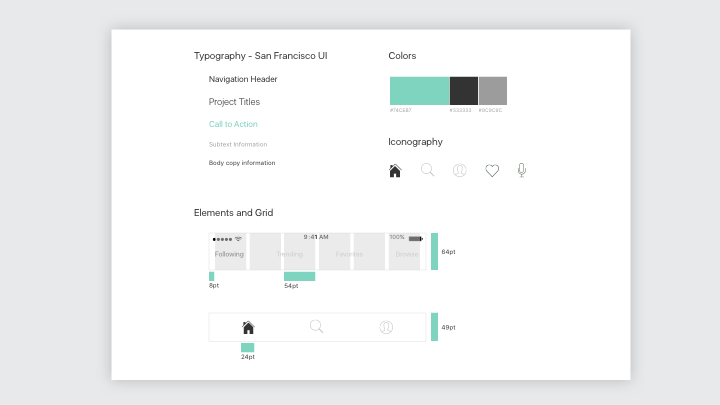 Typography - San Francisco UI
Navigation Header
Project Titles
Call to Action
Subtext Information
Body copy information
Colors
#333333
#9C9C9C
Iconography
Elements and Grid
9:41 AM
100%
Following
Trending
Favorites
Browse
64pt
8pt
54pt
49pt
24pt